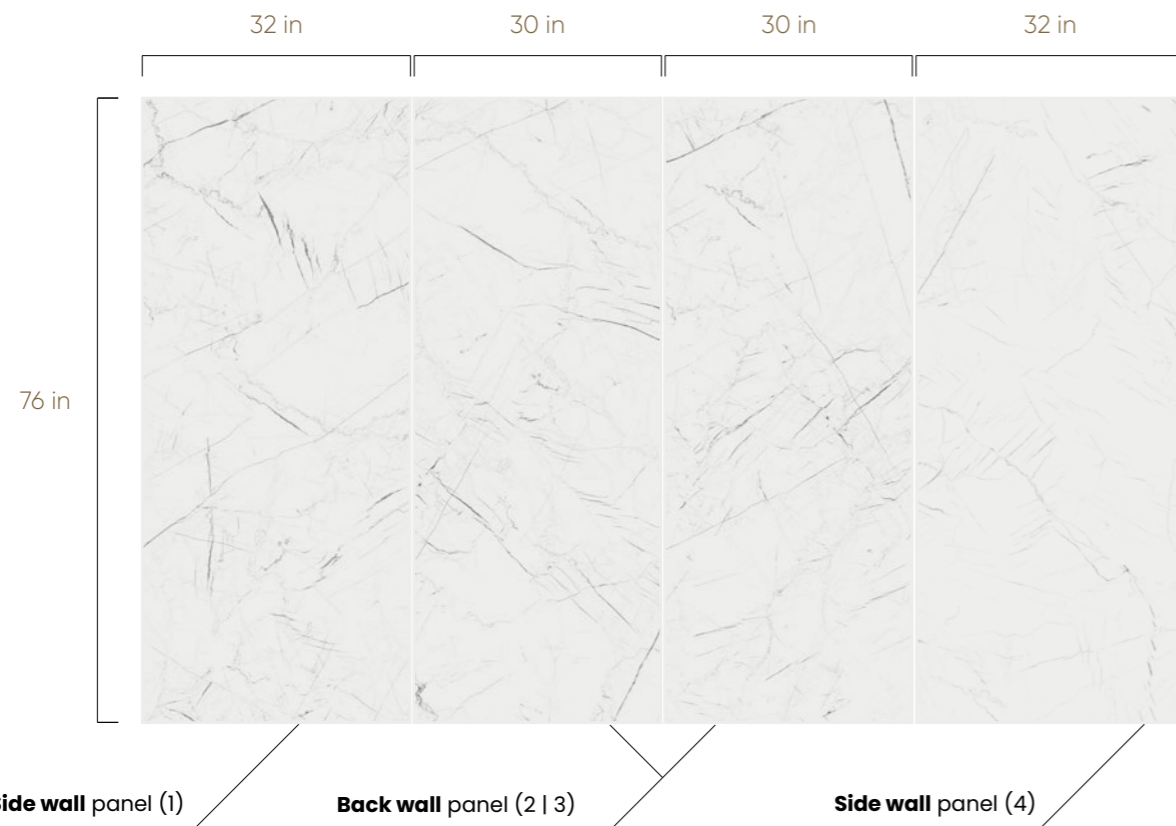 32 in
30 in
30 in
32 in
76 in
Side wall panel (1)
Back wall panel (2 | 3)
Side wall panel (4)